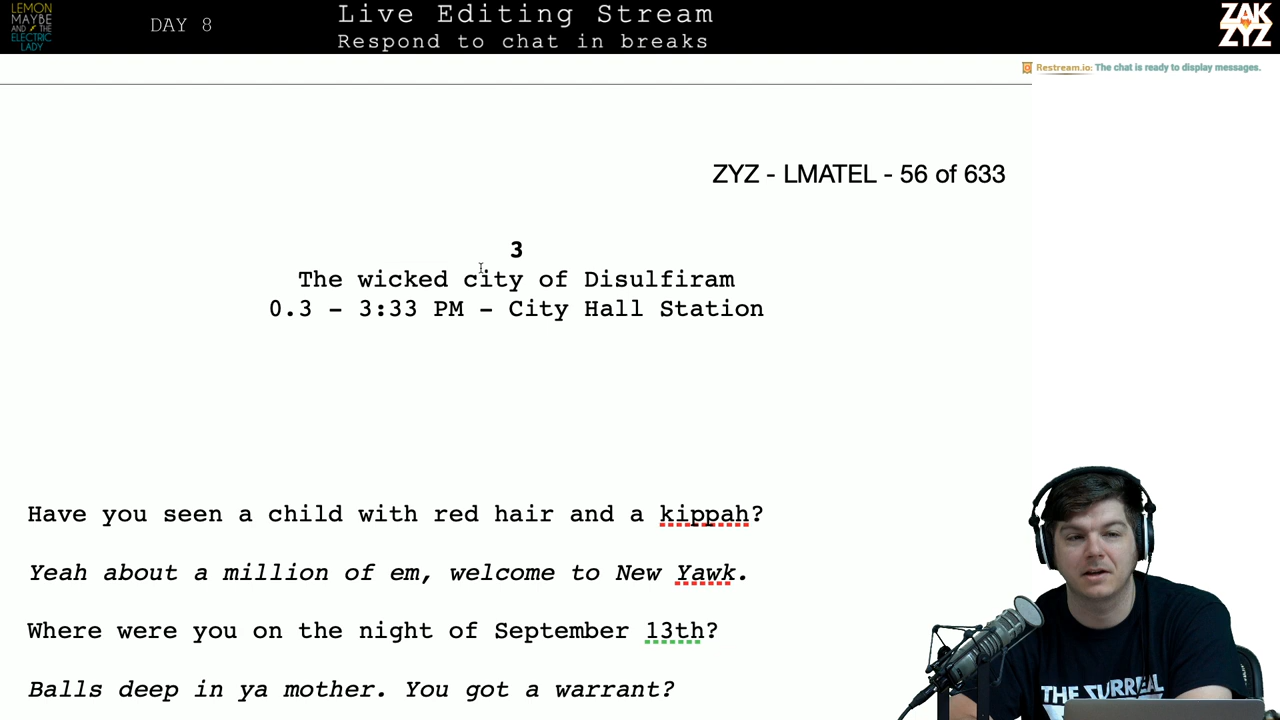 LEMON
MAYBE
AND THE
ELECTRIC
LADY
DAY 8
Live Editing Stream
Respond to chat in breaks
ZAK
ZYZ
Restream.io: The chat is ready to display messages.
ZYZ - LMATEL - 56 of 633
3
The wicked city of Disulfiram
0.3 - 3:33 PM - City Hall Station
Have you seen a child with red hair and a kippah?
Yeah about a million of em, welcome to New Yawk.
Where were you on the night of September 13th?
Balls deep in ya mother. You got a warrant?
THE SURREAL